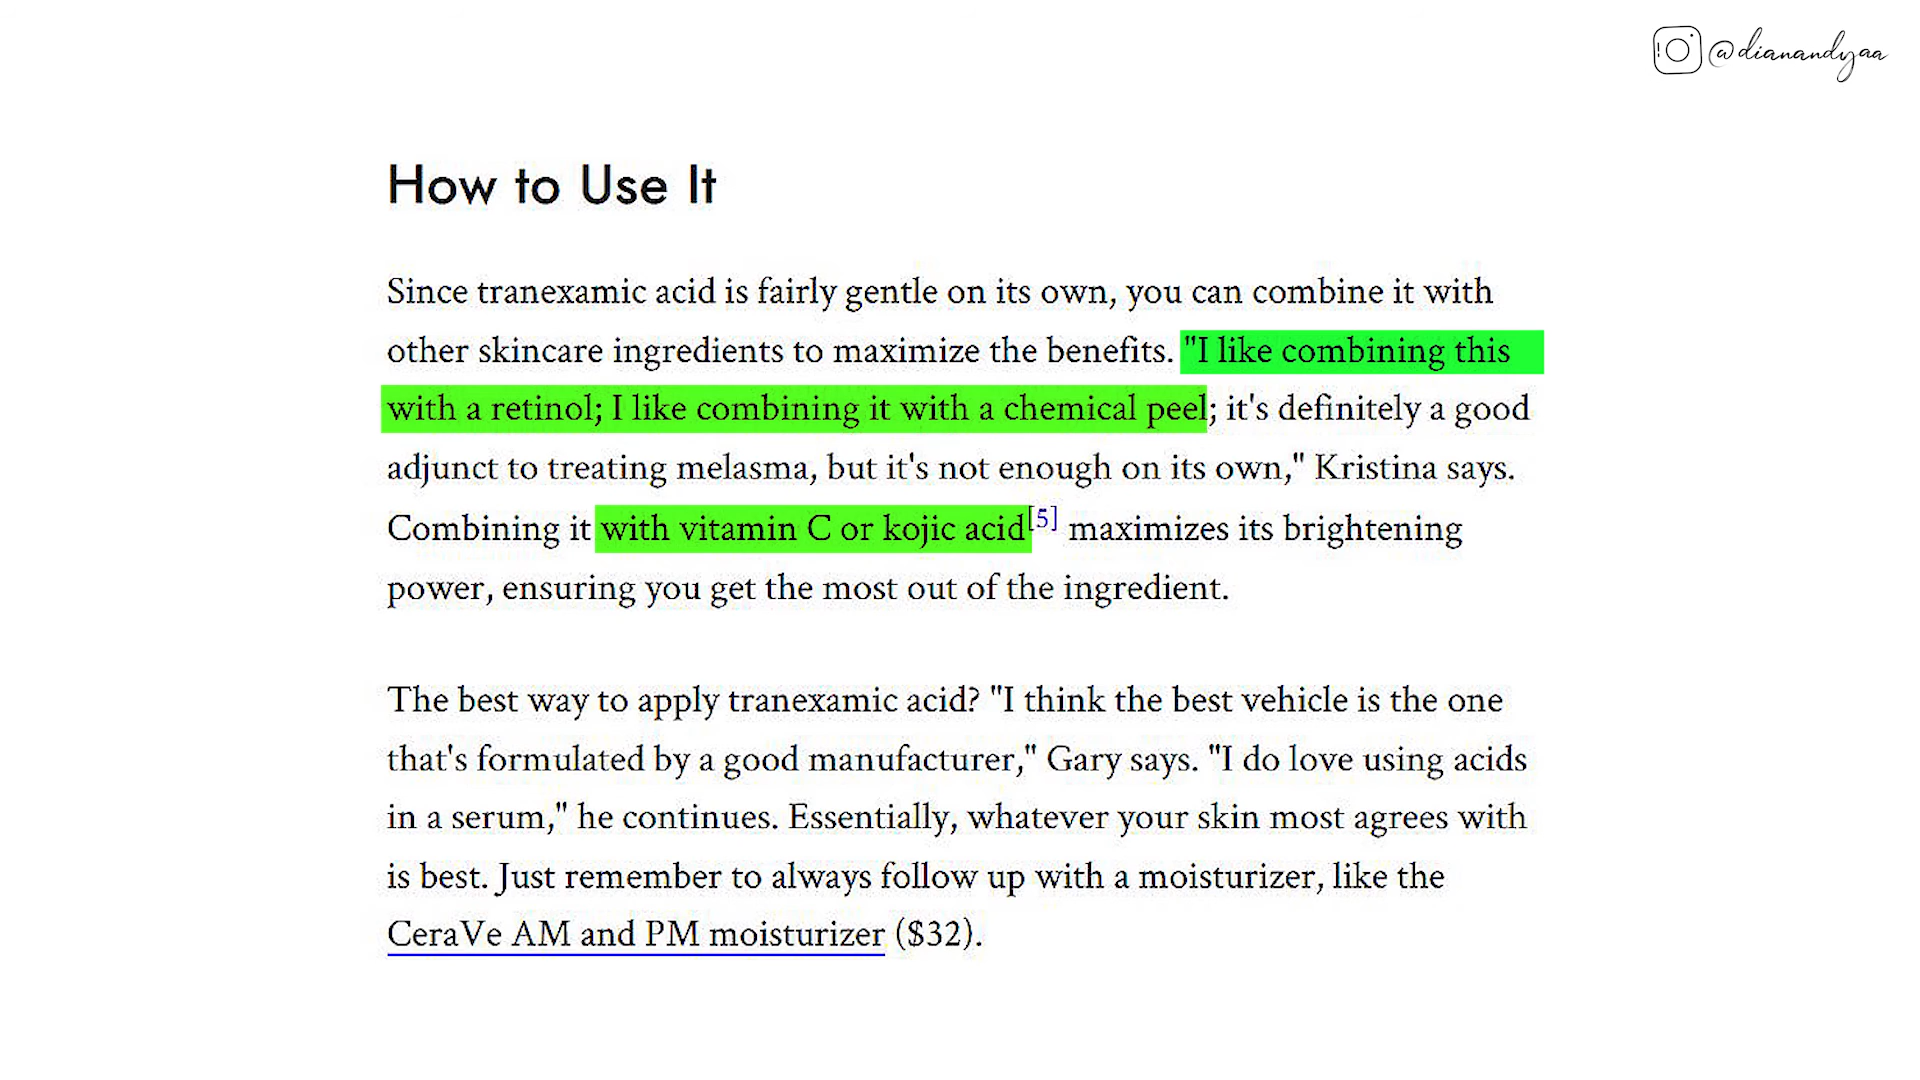 @dianandyaa
How to Use It
Since tranexamic acid is fairly gentle on its own, you can combine it with
other skincare ingredients to maximize the benefits. "I like combining this
with a retinol; I like combining it with a chemical peel; it's definitely a good
adjunct to treating melasma, but it's not enough on its own," Kristina says.
Combining it with vitamin C or kojic acid[5] maximizes its brightening
power, ensuring you get the most out of the ingredient.
The best way to apply tranexamic acid? "I think the best vehicle is the one
that's formulated by a good manufacturer," Gary says. "I do love using acids
in a serum," he continues. Essentially, whatever your skin most agrees with
is best. Just remember to always follow up with a moisturizer, like the
CeraVe AM and PM moisturizer ($32).